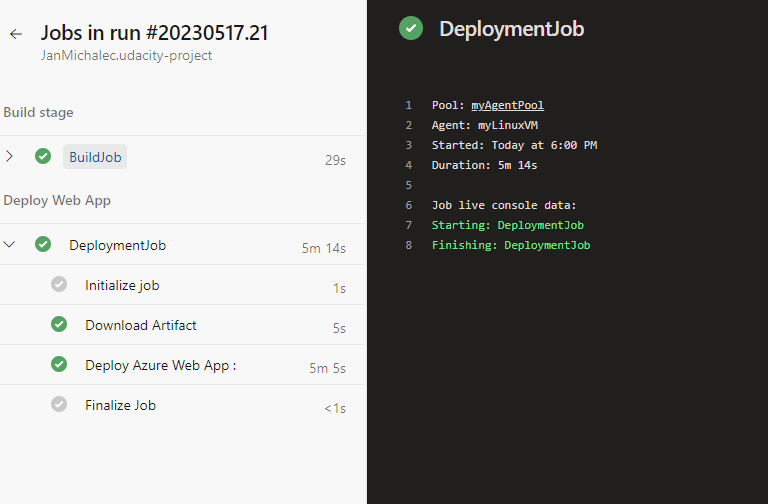 Jobs in run #20230517.21
JanMichalec.udacity-project
Build stage
BuildJob 29s
Deploy Web App
DeploymentJob 5m 14s
Initialize job 1s
Download Artifact 5s
Deploy Azure Web App : 5m 5s
Finalize Job <1s
DeploymentJob
1 Pool: myAgentPool
2 Agent: myLinuxVM
3 Started: Today at 6:00 PM
4 Duration: 5m 14s
5
6 Job live console data:
7 Starting: DeploymentJob
8 Finishing: DeploymentJob